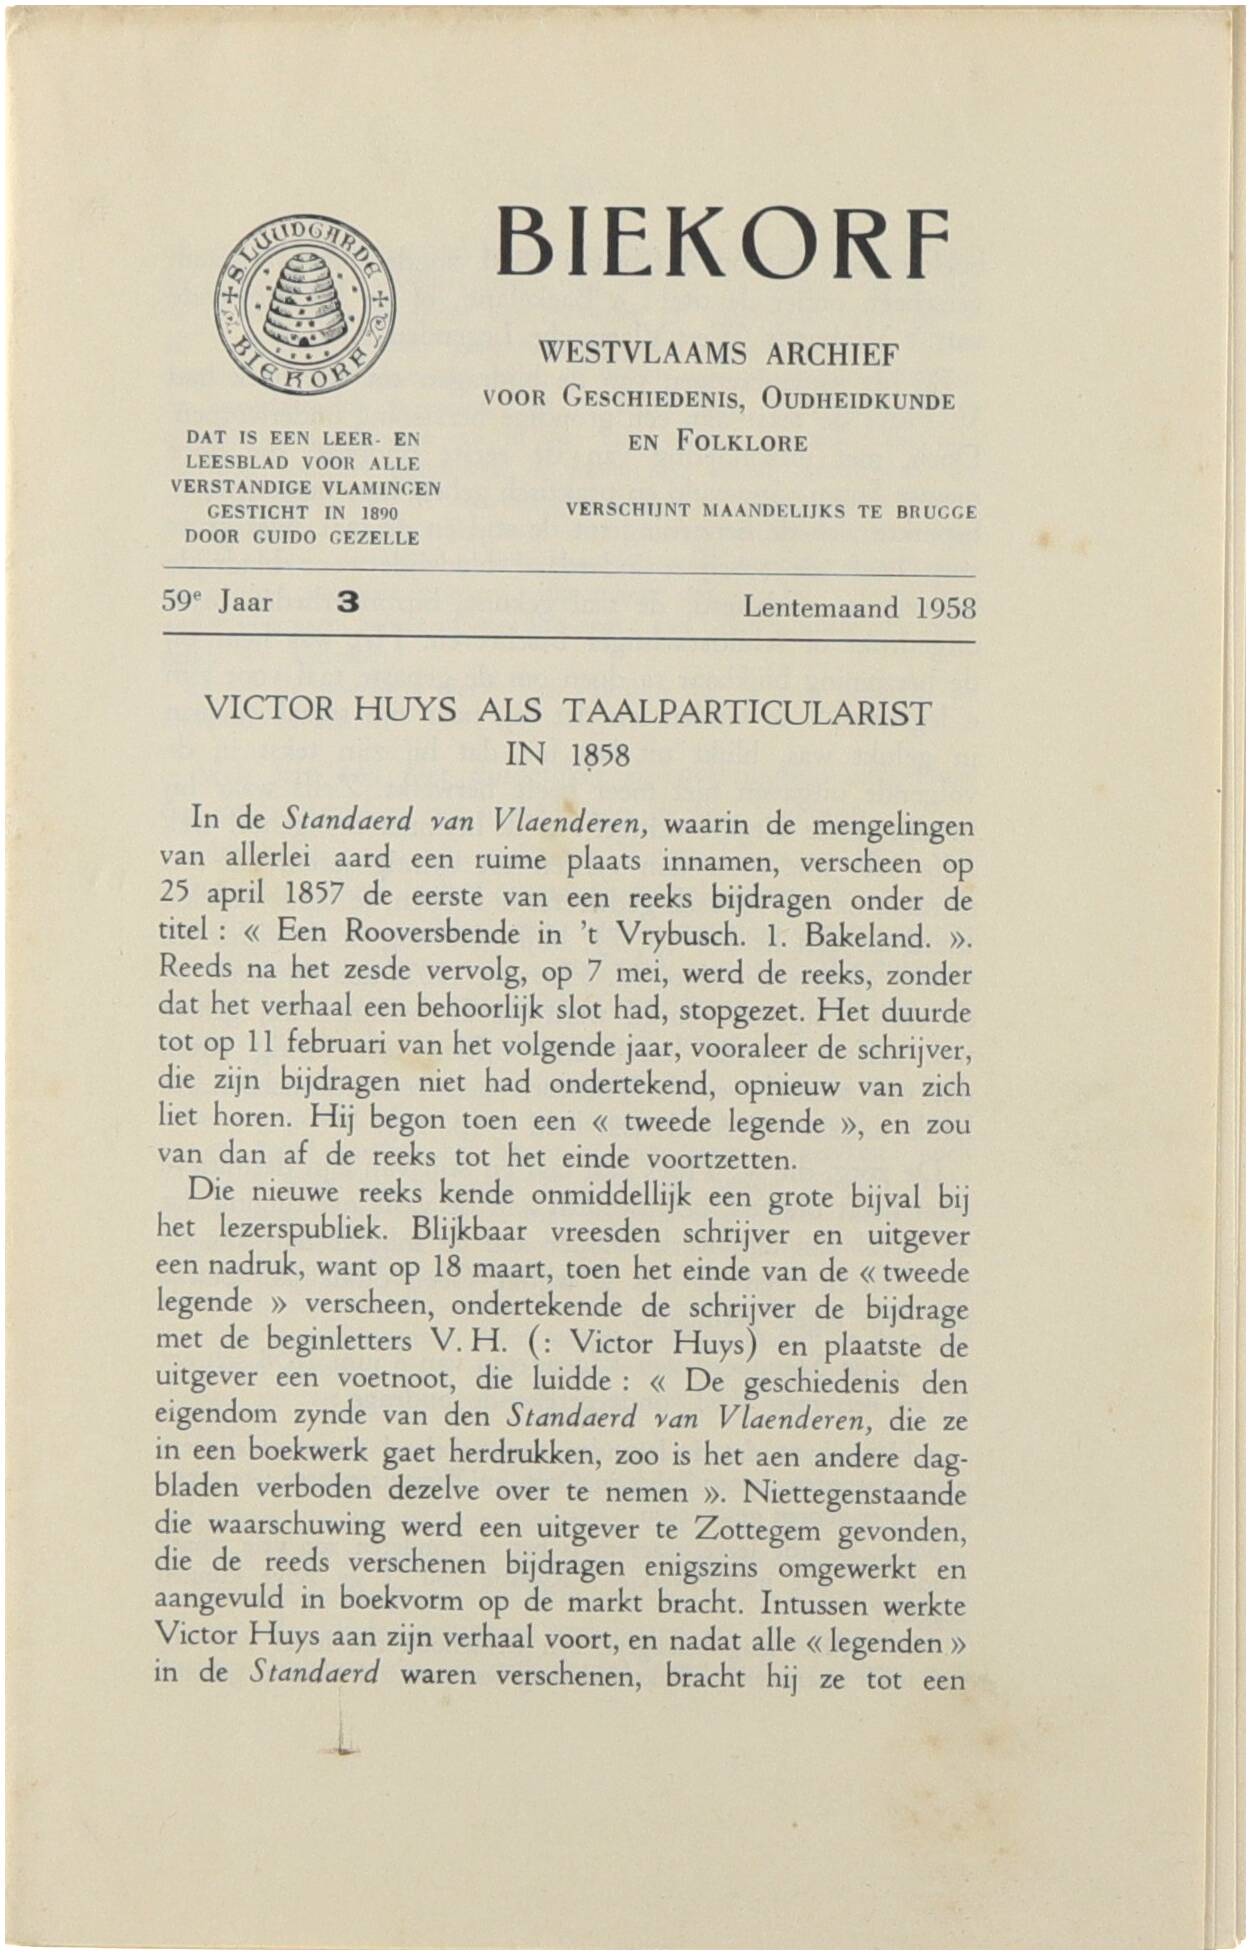 S LUUDGARDE
BIEKORF
DAT IS EEN LEER- EN
LEESBLAD VOOR ALLE
VERSTANDIGE VLAMINGEN
GESTICHT IN 1890
DOOR GUIDO GEZELLE
BIEKORF
WESTVLAAMS ARCHIEF
VOOR GESCHIEDENIS, OUDHEIDKUNDE
EN FOLKLORE
VERSCHIJNT MAANDELIJKS TE BRUGGE
59e Jaar 3 Lentemaand 1958
VICTOR HUYS ALS TAALPARTICULARIST
IN 1858
In de Standaerd van Vlaenderen, waarin de mengelingen
van allerlei aard een ruime plaats innamen, verscheen op
25 april 1857 de eerste van een reeks bijdragen onder de
titel : « Een Rooversbende in 't Vrybusch. 1. Bakeland. ».
Reeds na het zesde vervolg, op 7 mei, werd de reeks, zonder
dat het verhaal een behoorlijk slot had, stopgezet. Het duurde
tot op 11 februari van het volgende jaar, vooraleer de schrijver,
die zijn bijdragen niet had ondertekend, opnieuw van zich
liet horen. Hij begon toen een « tweede legende », en zou
van dan af de reeks tot het einde voortzetten.
Die nieuwe reeks kende onmiddellijk een grote bijval bij
het lezerspubliek. Blijkbaar vreesden schrijver en uitgever
een nadruk, want op 18 maart, toen het einde van de « tweede
legende » verscheen, ondertekende de schrijver de bijdrage
met de beginletters V. H. (: Victor Huys) en plaatste de
uitgever een voetnoot, die luidde : « De geschiedenis den
eigendom zynde van den Standaerd van Vlaenderen, die ze
in een boekwerk gaet herdrukken, zoo is het aen andere dag-
bladen verboden dezelve over te nemen ». Niettegenstaande
die waarschuwing werd een uitgever te Zottegem gevonden,
die de reeds verschenen bijdragen enigszins omgewerkt en
aangevuld in boekvorm op de markt bracht. Intussen werkte
Victor Huys aan zijn verhaal voort, en nadat alle « legenden »
in de Standaerd waren verschenen, bracht hij ze tot een